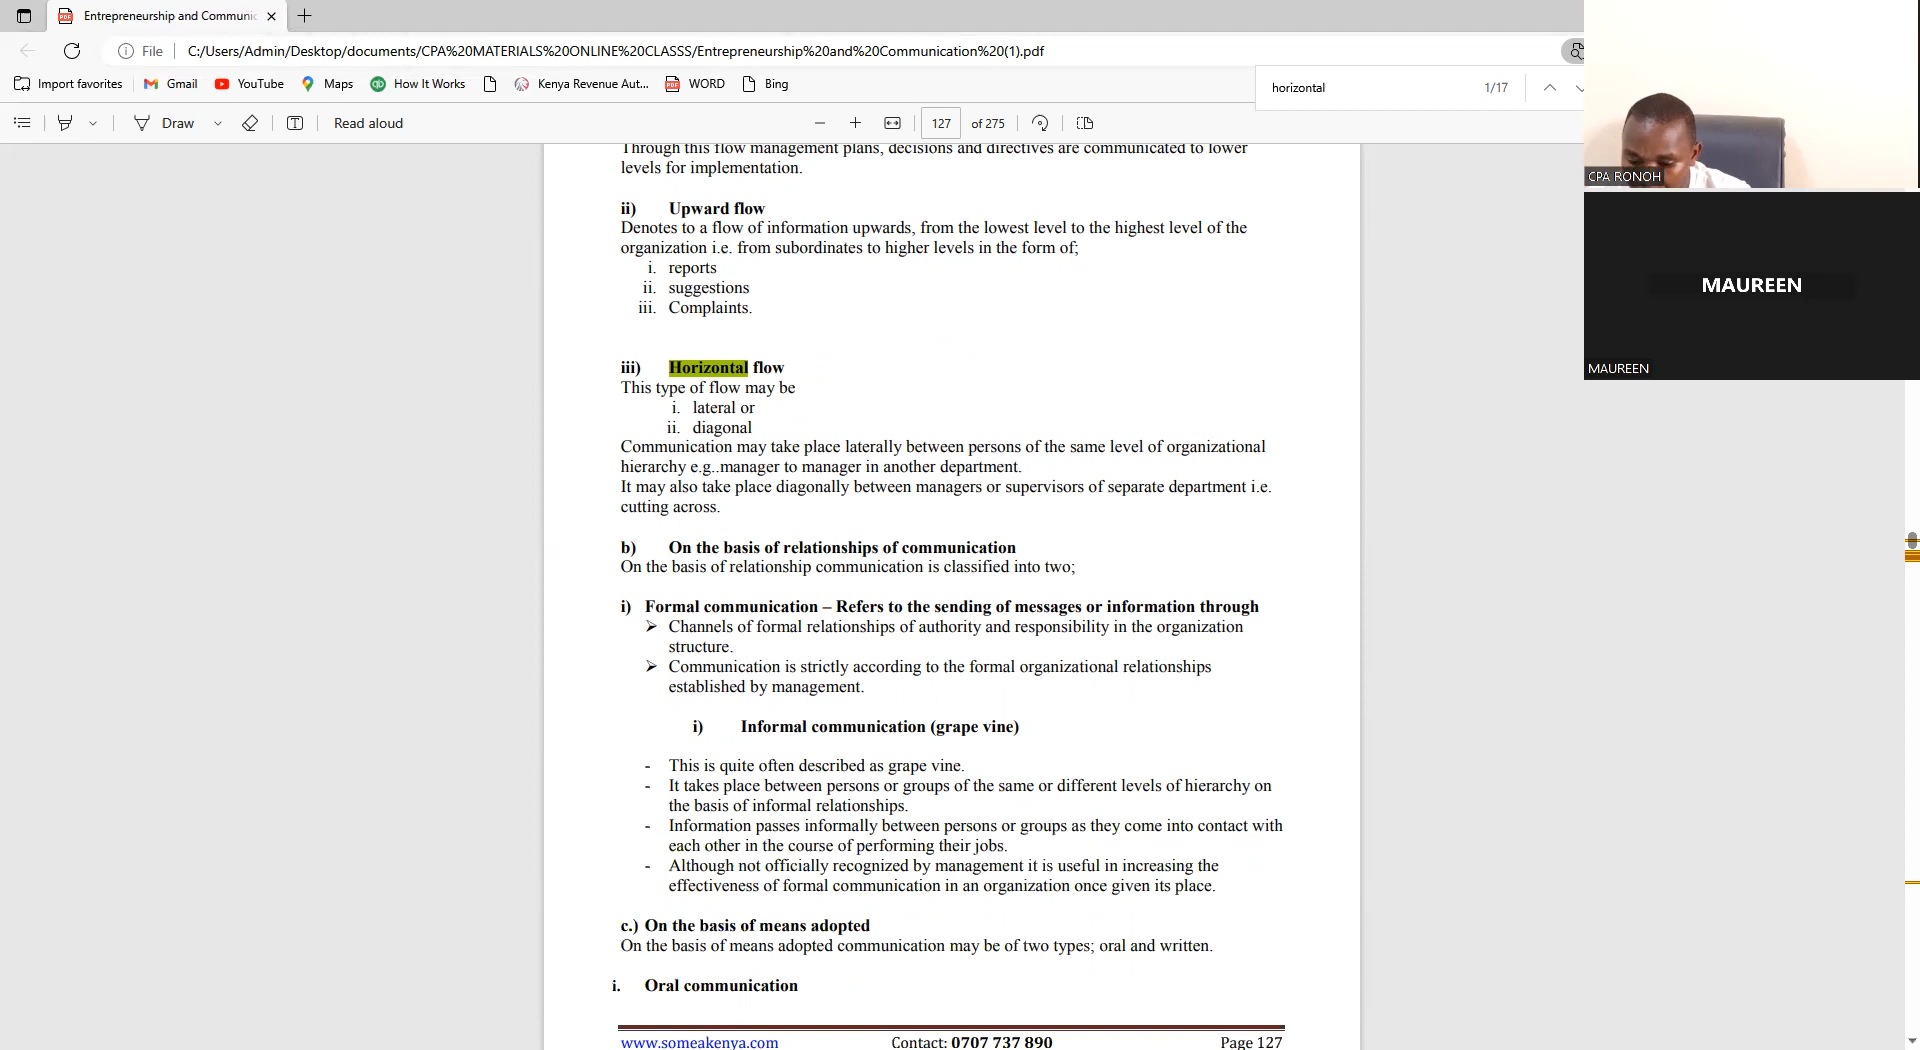 Entrepreneurship and Communic
File
C:/Users/Admin/Desktop/documents/CPA%20MATERIALS%20ONLINE%20CLASSS/Entrepreneurship%20and%20Communication%20(1).pdf
Import favorites
Gmail
YouTube
Maps
How It Works
Kenya Revenue Aut...
WORD
Bing
horizontal
1/17
Draw
Read aloud
127
of 275
CPA RONOH
MAUREEN
MAUREEN
Through this flow management plans, decisions and directives are communicated to lower
levels for implementation.
ii) Upward flow
Denotes to a flow of information upwards, from the lowest level to the highest level of the
organization i.e. from subordinates to higher levels in the form of;
i. reports
ii. suggestions
iii. Complaints.
iii) Horizontal flow
This type of flow may be
i. lateral or
ii. diagonal
Communication may take place laterally between persons of the same level of organizational
hierarchy e.g..manager to manager in another department.
It may also take place diagonally between managers or supervisors of separate department i.e.
cutting across.
b) On the basis of relationships of communication
On the basis of relationship communication is classified into two;
i) Formal communication – Refers to the sending of messages or information through
➢ Channels of formal relationships of authority and responsibility in the organization
structure.
➢ Communication is strictly according to the formal organizational relationships
established by management.
i) Informal communication (grape vine)
- This is quite often described as grape vine.
- It takes place between persons or groups of the same or different levels of hierarchy on
the basis of informal relationships.
- Information passes informally between persons or groups as they come into contact with
each other in the course of performing their jobs.
- Although not officially recognized by management it is useful in increasing the
effectiveness of formal communication in an organization once given its place.
c.) On the basis of means adopted
On the basis of means adopted communication may be of two types; oral and written.
i. Oral communication
www.someakenya.com Contact: 0707 737 890 Page 127